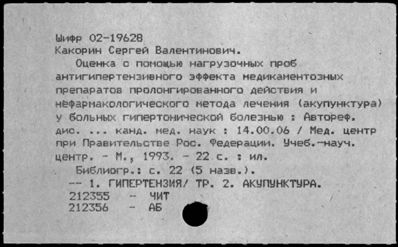 Шифр 02-19628
Какорин Сергей Валентинович.
Оценка с помощью нагрузочных проб
антигипертензивного эффекта медикаментозных
препаратов пролонгированного действия и
нефармакологического метода лечения (акупунктура)
у больных гипертонической болезнью : Автореф.
дис. ... канд. мед. наук : 14.00.06 / Мед. центр
при Правительстве Рос. Федерации. Учеб.-науч.
центр. - М., 1993. - 22 с. : ил.
Библиогр.: с. 22 (5 назв.).
-- 1. ГИПЕРТЕНЗИЯ/ ТР. 2. АКУПУНКТУРА.
212355 - ЧИТ
212356 - АБ